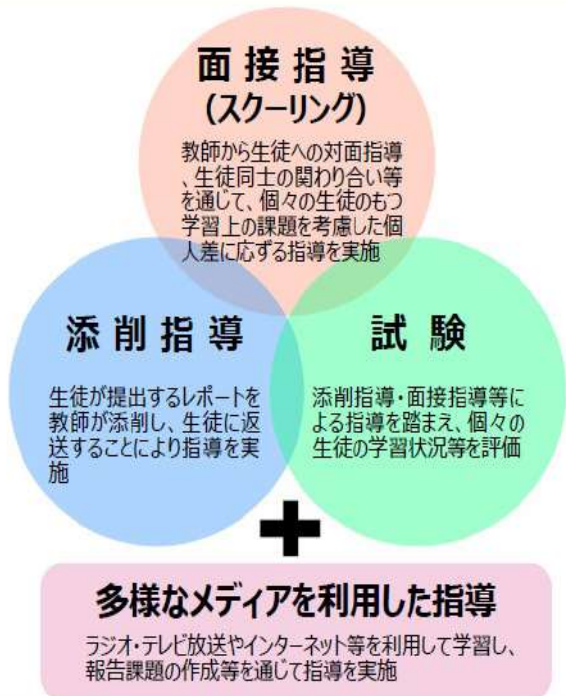 面接指導
(スクーリング)
教師から生徒への対面指導
、生徒同士の関わり合い等
を通じて、個々の生徒のもつ
学習上の課題を考慮した個
人差に応ずる指導を実施
添削指導
生徒が提出するレポートを
教師が添削し、生徒に返
送することにより指導を実
施
試験
添削指導・面接指導等に
よる指導を踏まえ、個々の
生徒の学習状況等を評価
+
多様なメディアを利用した指導
ラジオ・テレビ放送やインターネット等を利用して学習し、
報告課題の作成等を通じて指導を実施